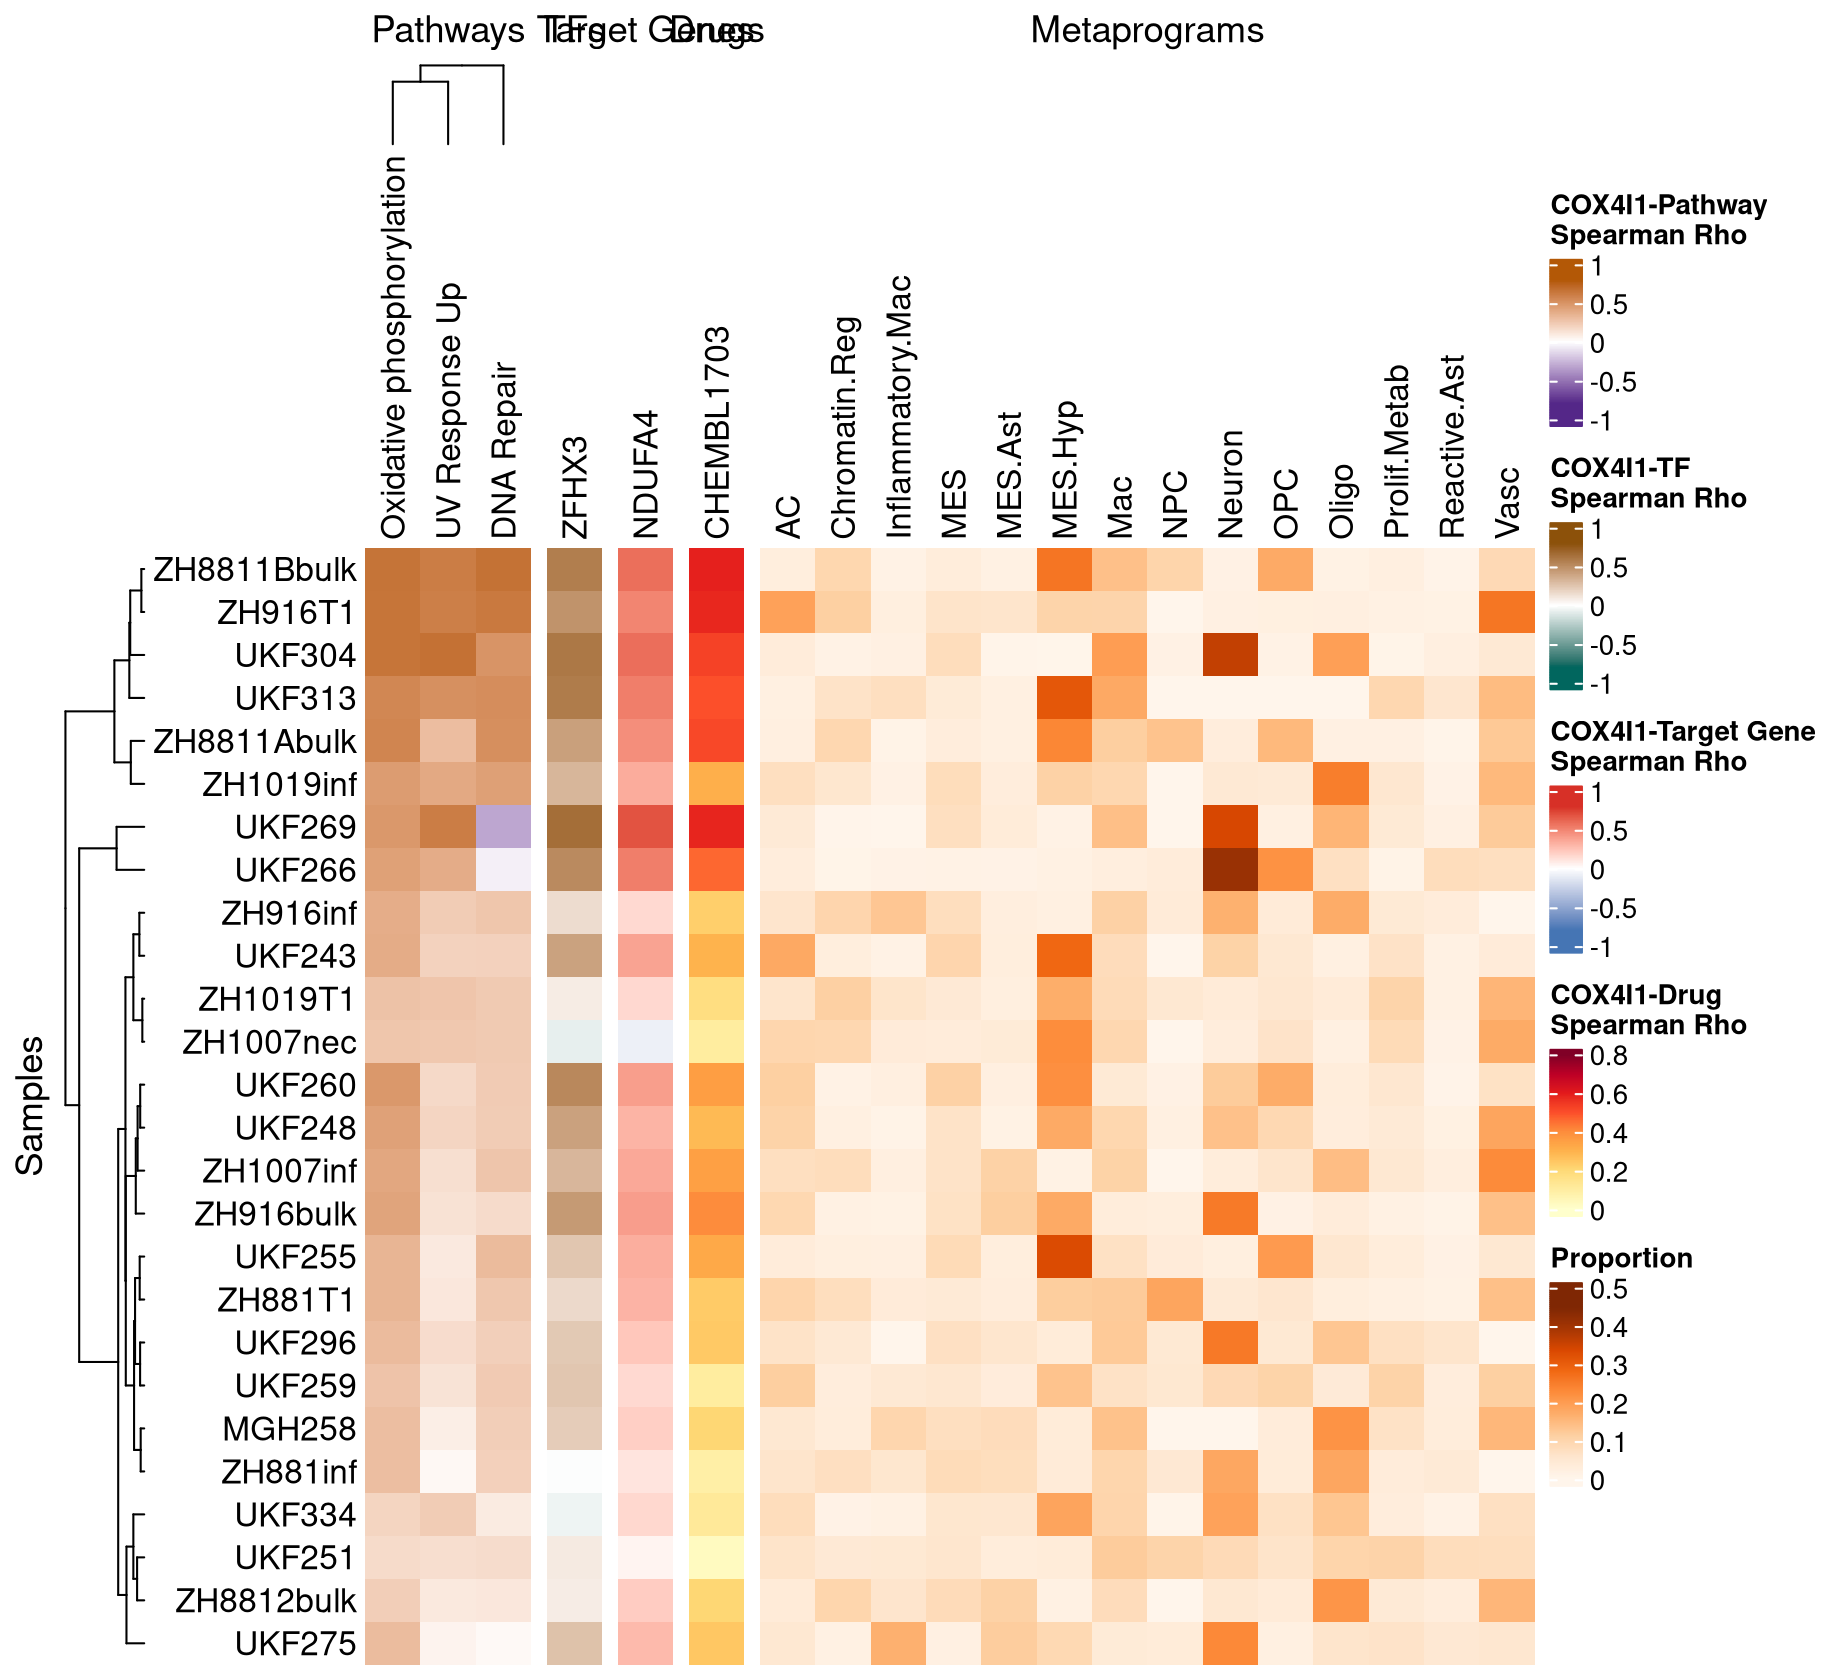 Pathways TFs Target Genes Drugs Metaprograms
Oxidative phosphorylation
UV Response Up
DNA Repair
ZFHX3
NDUFA4
CHEMBL1703
AC
Chromatin.Reg
Inflammatory.Mac
MES
MES.Ast
MES.Hyp
Mac
NPC
Neuron
OPC
Oligo
Prolif.Metab
Reactive.Ast
Vasc
Samples
ZH8811Bbulk
ZH916T1
UKF304
UKF313
ZH8811Abulk
ZH1019inf
UKF269
UKF266
ZH916inf
UKF243
ZH1019T1
ZH1007nec
UKF260
UKF248
ZH1007inf
ZH916bulk
UKF255
ZH881T1
UKF296
UKF259
MGH258
ZH881inf
UKF334
UKF251
ZH8812bulk
UKF275
COX4I1-Pathway
Spearman Rho
1
0.5
0
-0.5
-1
COX4I1-TF
Spearman Rho
1
0.5
0
-0.5
-1
COX4I1-Target Gene
Spearman Rho
1
0.5
0
-0.5
-1
COX4I1-Drug
Spearman Rho
0.8
0.6
0.4
0.2
0
Proportion
0.5
0.4
0.3
0.2
0.1
0